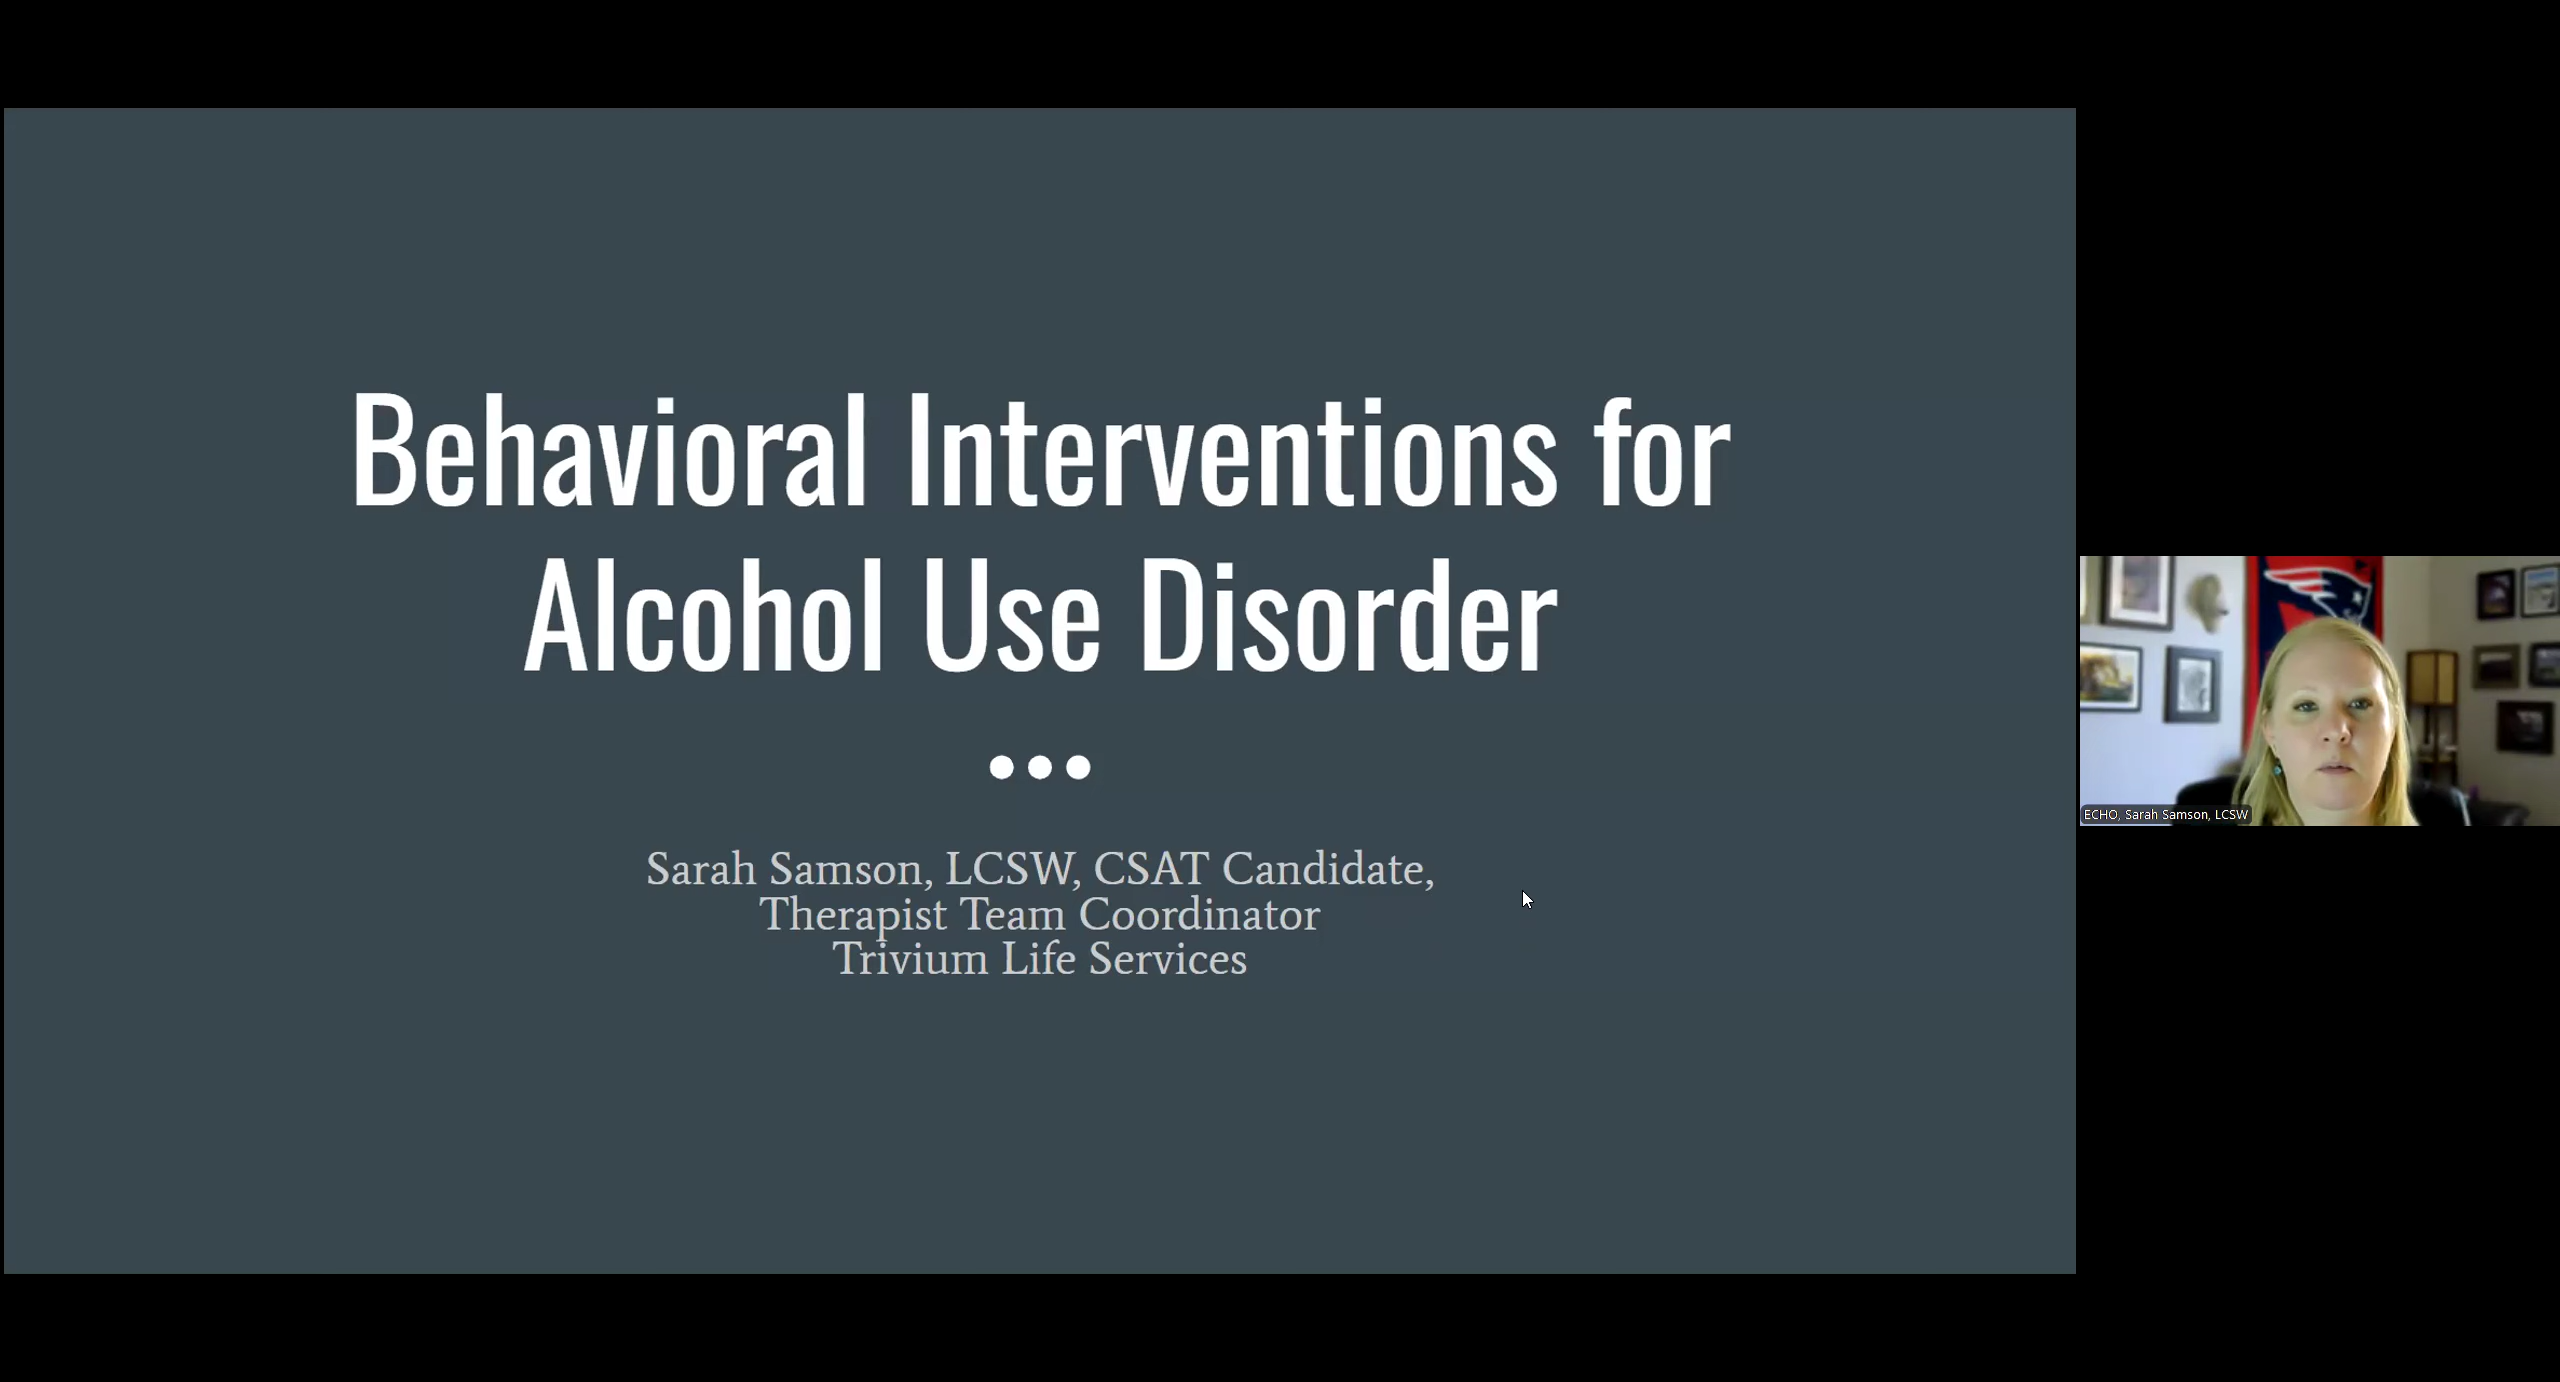 Behavioral Interventions for
Alcohol Use Disorder
Sarah Samson, LCSW, CSAT Candidate,
Therapist Team Coordinator
Trivium Life Services
ECHO, Sarah Samson, LCSW